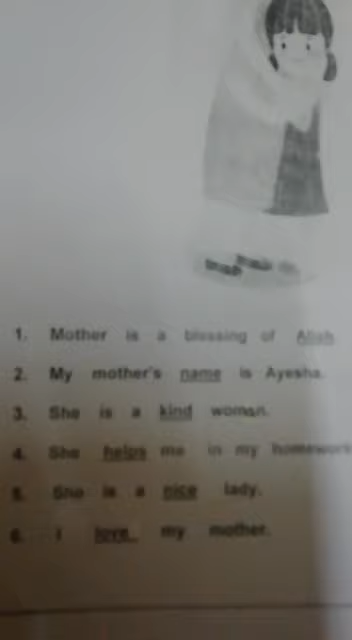 1. Mother is a blessing of Allah
2. My mother's name is Ayesha.
3. She is a kind woman.
4. She helps me in my homework
5. She is a nice lady.
6. I love my mother.